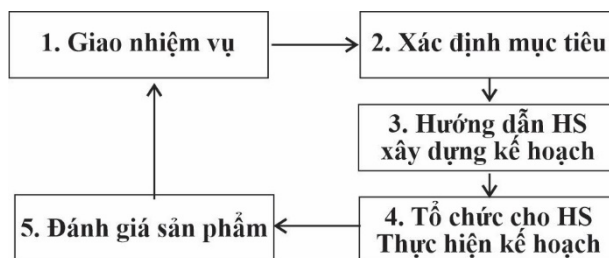 1. Giao nhiệm vụ
2. Xác định mục tiêu
3. Hướng dẫn HS
xây dựng kế hoạch
4. Tổ chức cho HS
Thực hiện kế hoạch
5. Đánh giá sản phẩm